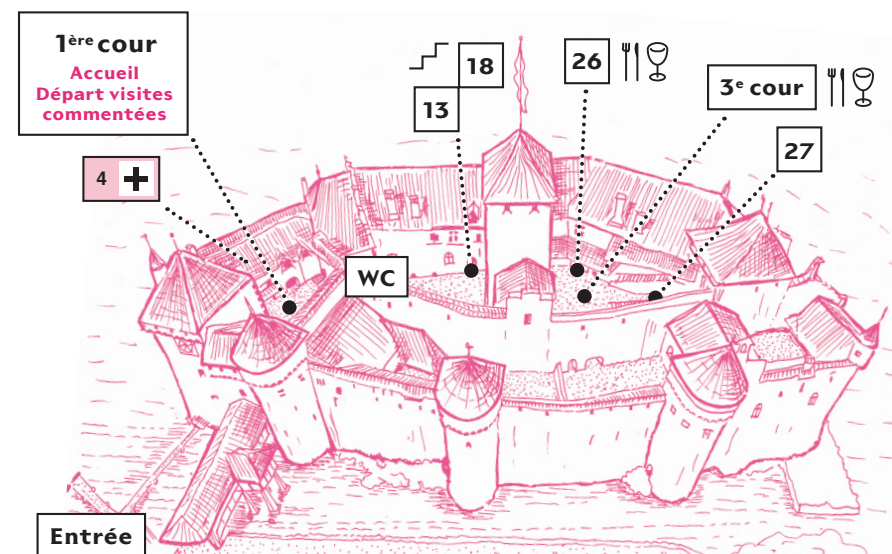 1ère cour
Accueil
Départ visites
commentées
4
18
13
26
3e cour
27
WC
Entrée